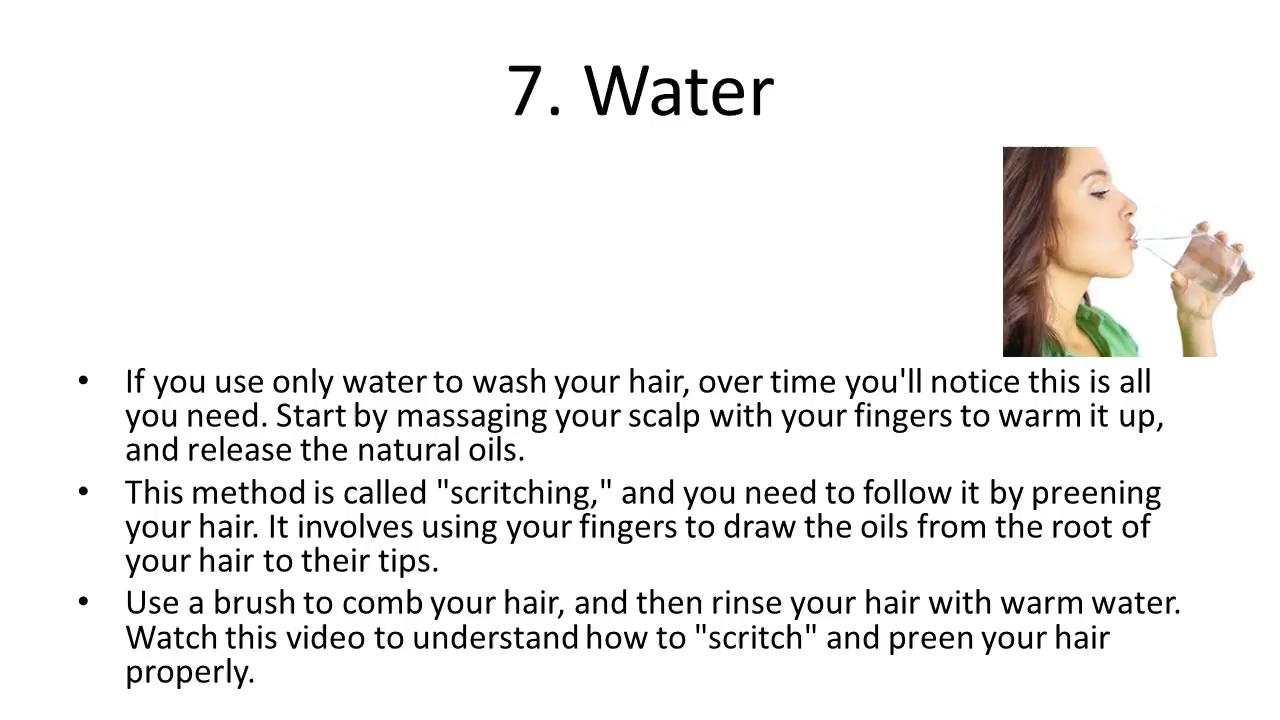 7. Water
• If you use only water to wash your hair, over time you'll notice this is all
you need. Start by massaging your scalp with your fingers to warm it up,
and release the natural oils.
• This method is called "scritching," and you need to follow it by preening
your hair. It involves using your fingers to draw the oils from the root of
your hair to their tips.
• Use a brush to comb your hair, and then rinse your hair with warm water.
Watch this video to understand how to "scritch" and preen your hair
properly.